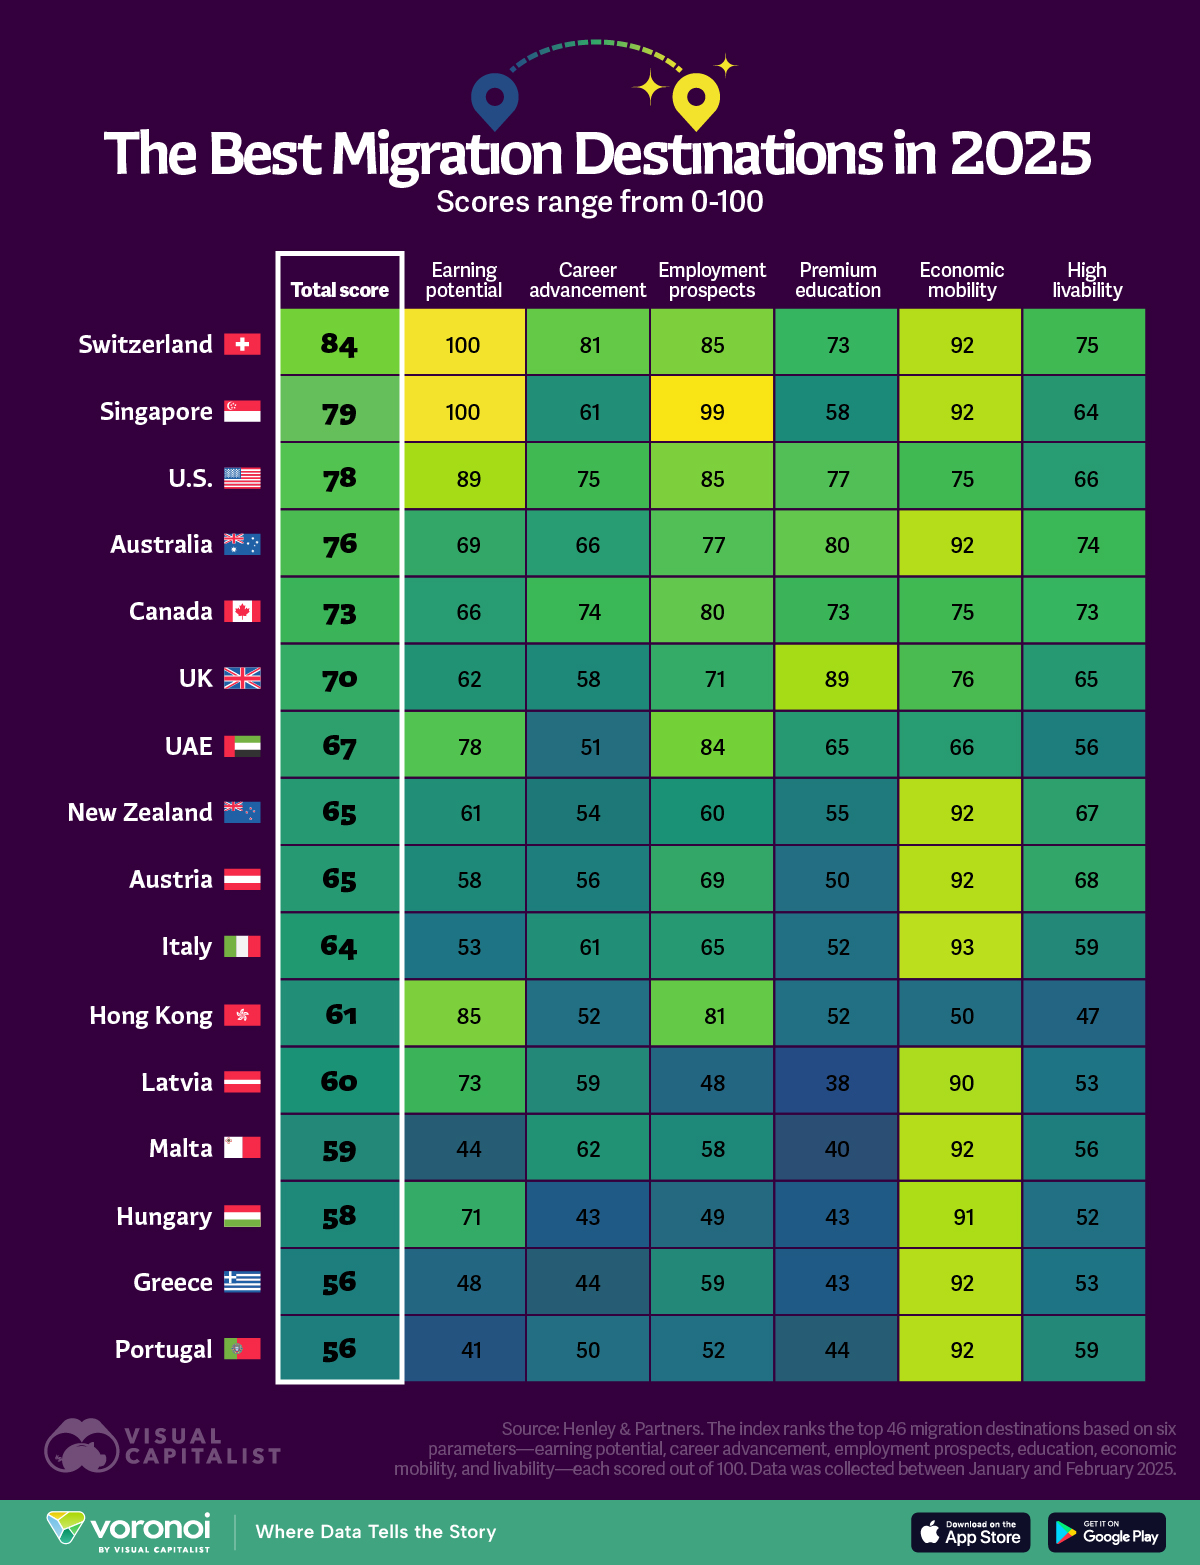 The Best Migration Destinations in 2025
Scores range from 0-100
Total score Earning potential Career advancement Employment prospects Premium education Economic mobility High livability
Switzerland 84 100 81 85 73 92 75
Singapore 79 100 61 99 58 92 64
U.S. 78 89 75 85 77 75 66
Australia 76 69 66 77 80 92 74
Canada 73 66 74 80 73 75 73
UK 70 62 58 71 89 76 65
UAE 67 78 51 84 65 66 56
New Zealand 65 61 54 60 55 92 67
Austria 65 58 56 69 50 92 68
Italy 64 53 61 65 52 93 59
Hong Kong 61 85 52 81 52 50 47
Latvia 60 73 59 48 38 90 53
Malta 59 44 62 58 40 92 56
Hungary 58 71 43 49 43 91 52
Greece 56 48 44 59 43 92 53
Portugal 56 41 50 52 44 92 59
VISUAL
CAPITALIST
Source: Henley & Partners. The index ranks the top 46 migration destinations based on six
parameters—earning potential, career advancement, employment prospects, education, economic
mobility, and livability—each scored out of 100. Data was collected between January and February 2025.
voronoi
BY VISUAL CAPITALIST
Where Data Tells the Story
Download on the
App Store
GET IT ON
Google Play